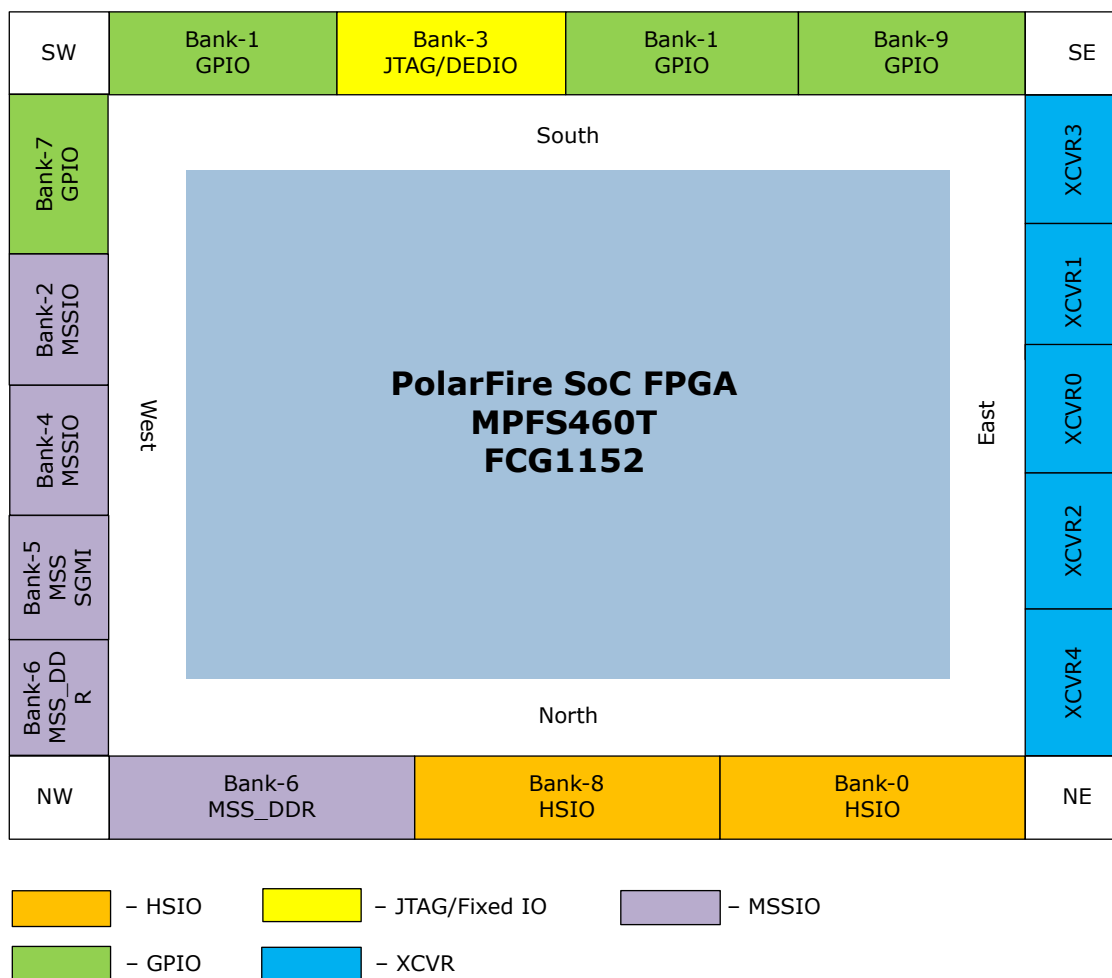 SW
Bank-1
GPIO
Bank-3
JTAG/DEDIO
Bank-1
GPIO
Bank-9
GPIO
SE
South
Bank-7
GPIO
Bank-2
MSSIO
Bank-4
MSSIO
Bank-5
MSS
SGMI
Bank-6
MSS_DD
R
West
PolarFire SoC FPGA
MPFS460T
FCG1152
East
XCVR3
XCVR1
XCVR0
XCVR2
XCVR4
North
NW
Bank-6
MSS_DDR
Bank-8
HSIO
Bank-0
HSIO
NE
– HSIO
– JTAG/Fixed IO
– MSSIO
– GPIO
– XCVR